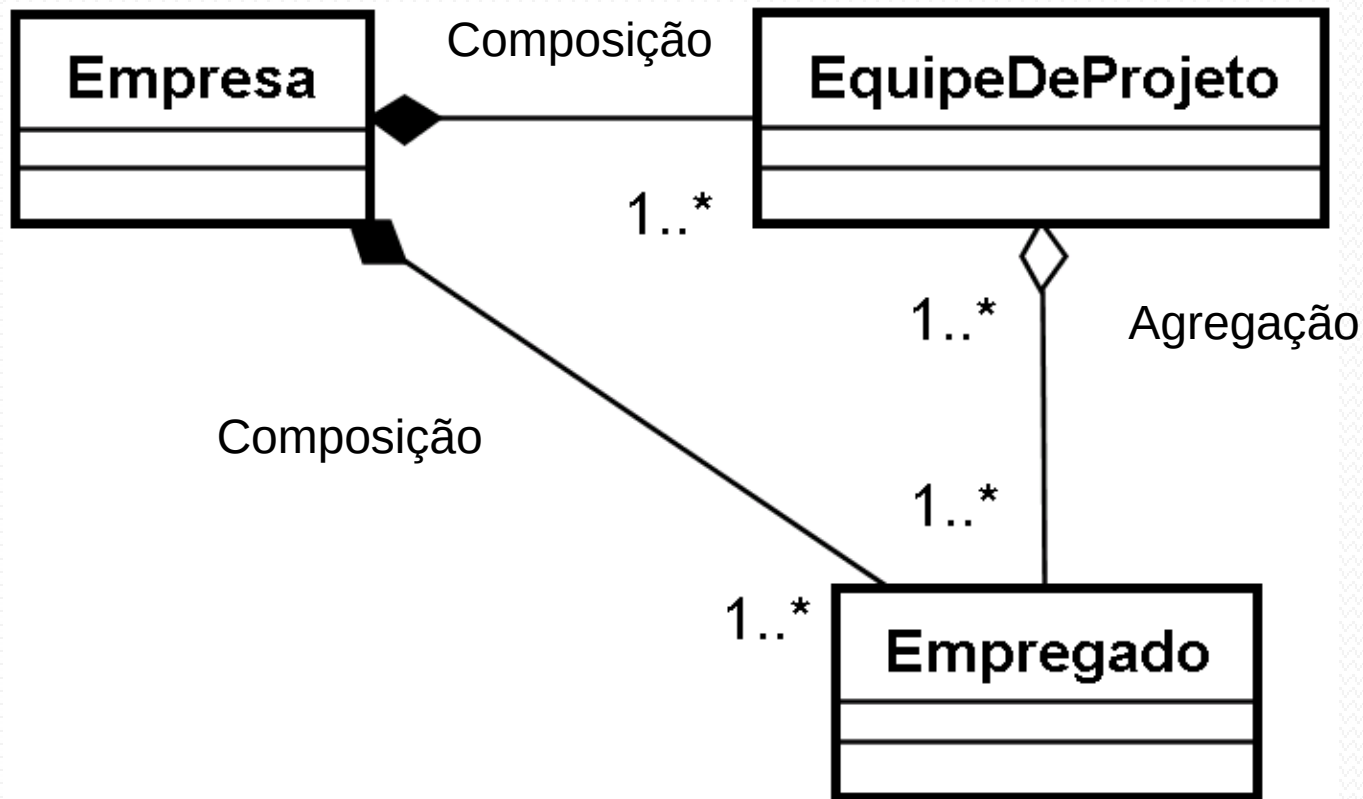 Composição
Empresa
EquipeDeProjeto
1..*
1..*
Agregação
Composição
1..*
1..*
Empregado